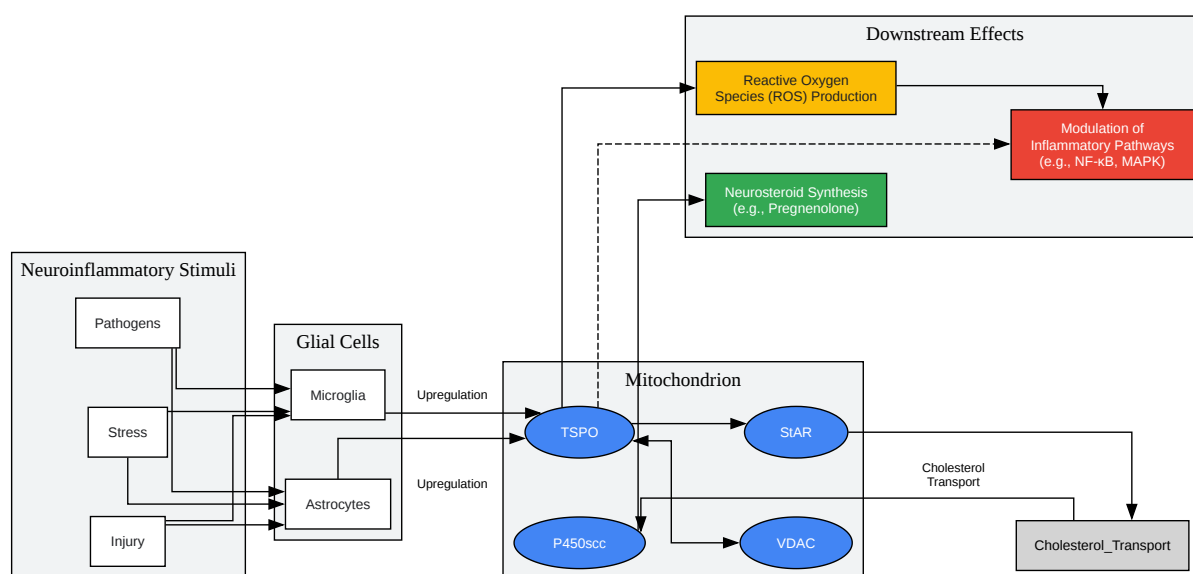 Downstream Effects
Reactive Oxygen
Species (ROS) Production
Modulation of
Inflammatory Pathways
(e.g., NF-κB, MAPK)
Neurosteroid Synthesis
(e.g., Pregnenolone)
Neuroinflammatory Stimuli
Pathogens
Stress
Injury
Glial Cells
Microglia
Astrocytes
Upregulation
Upregulation
Mitochondrion
TSPO
StAR
P450scc
VDAC
Cholesterol
Transport
Cholesterol_Transport